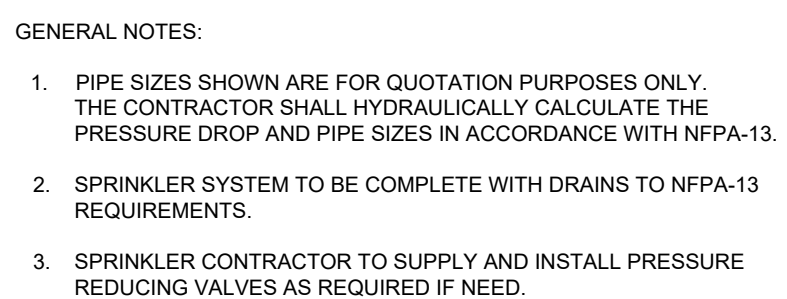 GENERAL NOTES:
1. PIPE SIZES SHOWN ARE FOR QUOTATION PURPOSES ONLY.
THE CONTRACTOR SHALL HYDRAULICALLY CALCULATE THE
PRESSURE DROP AND PIPE SIZES IN ACCORDANCE WITH NFPA-13.
2. SPRINKLER SYSTEM TO BE COMPLETE WITH DRAINS TO NFPA-13
REQUIREMENTS.
3. SPRINKLER CONTRACTOR TO SUPPLY AND INSTALL PRESSURE
REDUCING VALVES AS REQUIRED IF NEED.